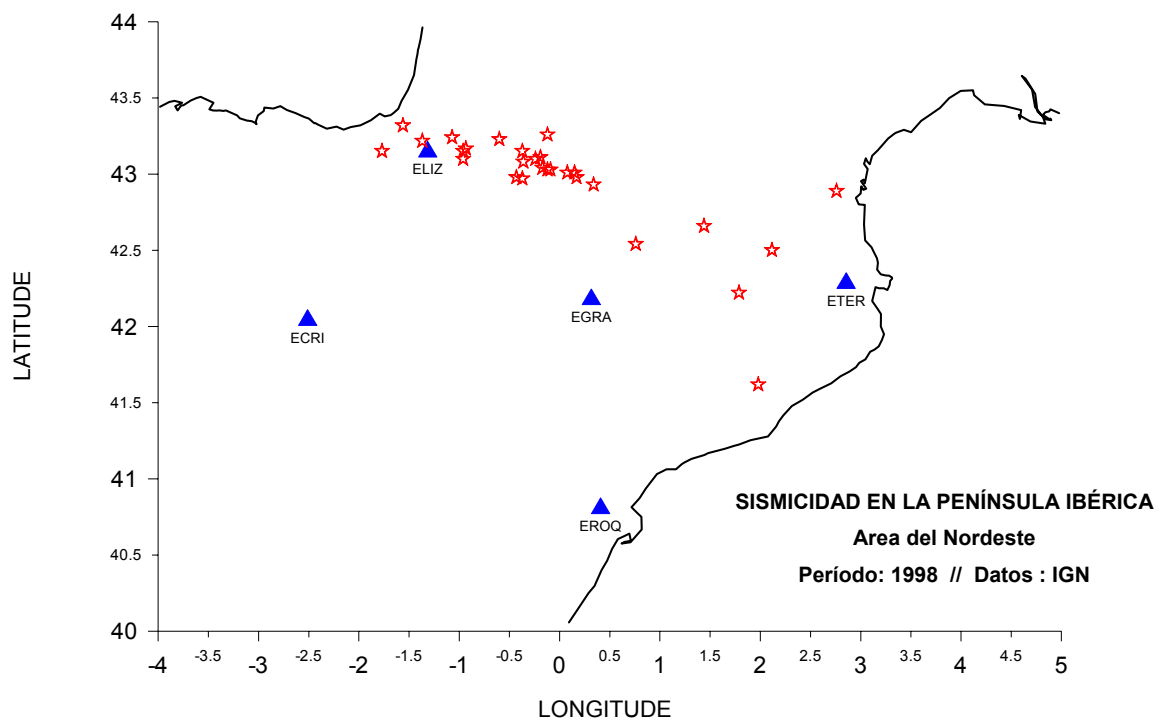 44
43.5
43
42.5
42
41.5
41
40.5
40
LATITUDE
ELIZ
ECRI
EGRA
ETER
EROQ
SISMICIDAD EN LA PENÍNSULA IBÉRICA
Area del Nordeste
Período: 1998 // Datos : IGN
-4 -3.5 -3 -2.5 -2 -1.5 -1 -0.5 0 0.5 1 1.5 2 2.5 3 3.5 4 4.5 5
LONGITUDE